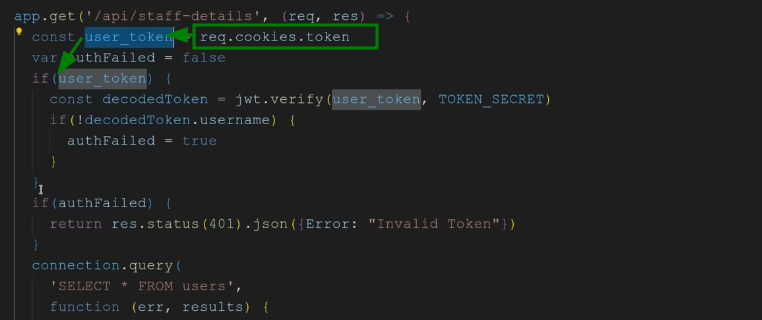 app.get('/api/staff-details', (req, res) => {
const user_token req.cookies.token
var authFailed = false
if(user_token) {
const decodedToken = jwt.verify(user_token, TOKEN_SECRET)
if(!decodedToken.username) {
authFailed = true
}
}
if(authFailed) {
return res.status(401).json({Error: "Invalid Token"})
}
connection.query(
'SELECT * FROM users',
function (err, results) {